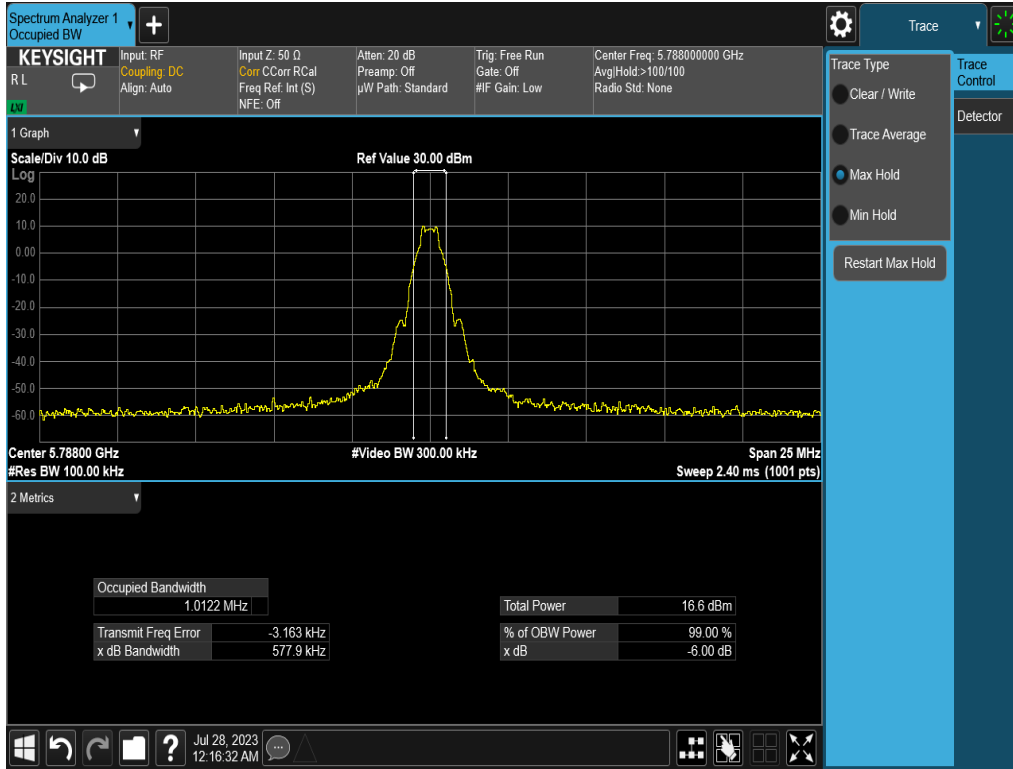 Spectrum Analyzer 1
Occupied BW
Trace
KEYSIGHT
R L
LXI
Input: RF
Coupling: DC
Align: Auto
Input Z: 50 Ω
Corr CCorr RCal
Freq Ref: Int (S)
NFE: Off
Atten: 20 dB
Preamp: Off
µW Path: Standard
Trig: Free Run
Gate: Off
#IF Gain: Low
Center Freq: 5.788000000 GHz
Avg|Hold:>100/100
Radio Std: None
Trace Type
Clear / Write
Trace Average
Max Hold
Min Hold
Restart Max Hold
Trace
Control
Detector
1 Graph
Scale/Div 10.0 dB
Ref Value 30.00 dBm
Log
20.0
10.0
0.00
-10.0
-20.0
-30.0
-40.0
-50.0
-60.0
Center 5.78800 GHz
#Video BW 300.00 kHz
Span 25 MHz
#Res BW 100.00 kHz
Sweep 2.40 ms (1001 pts)
2 Metrics
Occupied Bandwidth
1.0122 MHz
Total Power 16.6 dBm
Transmit Freq Error -3.163 kHz
% of OBW Power 99.00 %
x dB Bandwidth 577.9 kHz
x dB -6.00 dB
?
Jul 28, 2023
12:16:32 AM